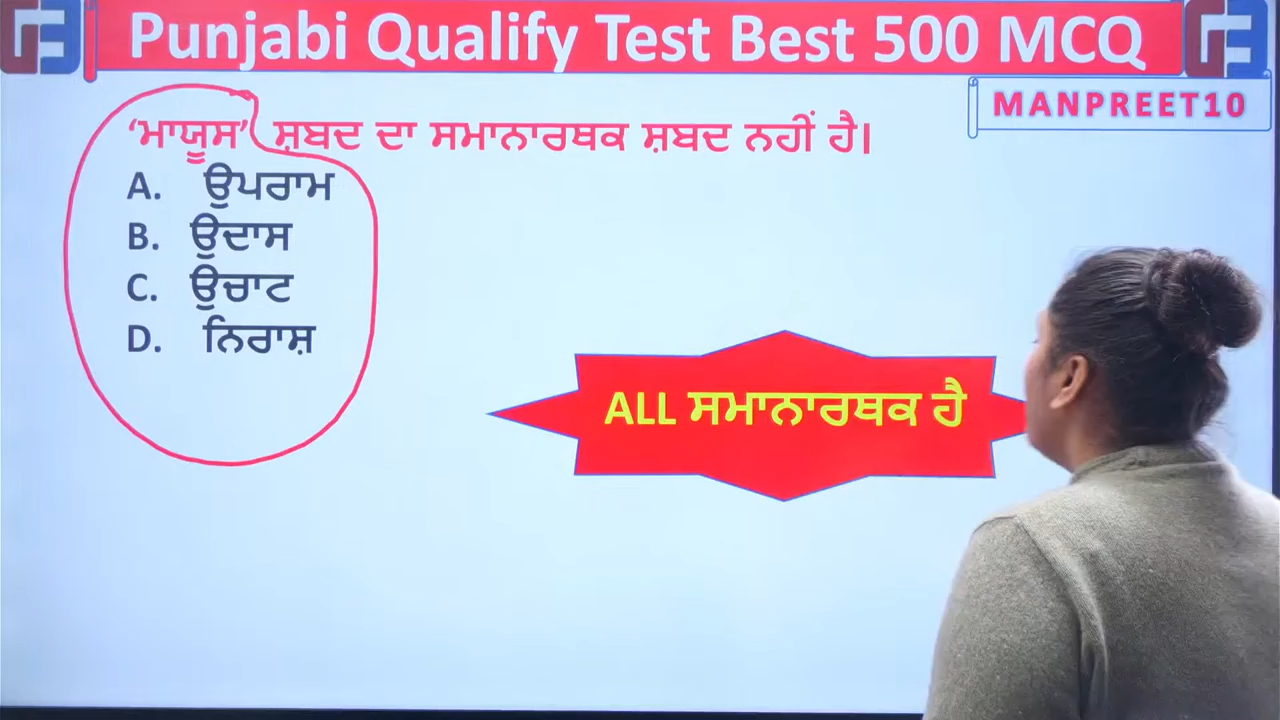 Punjabi Qualify Test Best 500 MCQ
MANPREET10
‘ਮਾਯੂਸ’ ਸ਼ਬਦ ਦਾ ਸਮਾਨਾਰਥਕ ਸ਼ਬਦ ਨਹੀਂ ਹੈ।
A. ਉਪਰਾਮ
B. ਉਦਾਸ
C. ਉਚਾਟ
D. ਨਿਰਾਸ਼
ALL ਸਮਾਨਾਰਥਕ ਹੈ